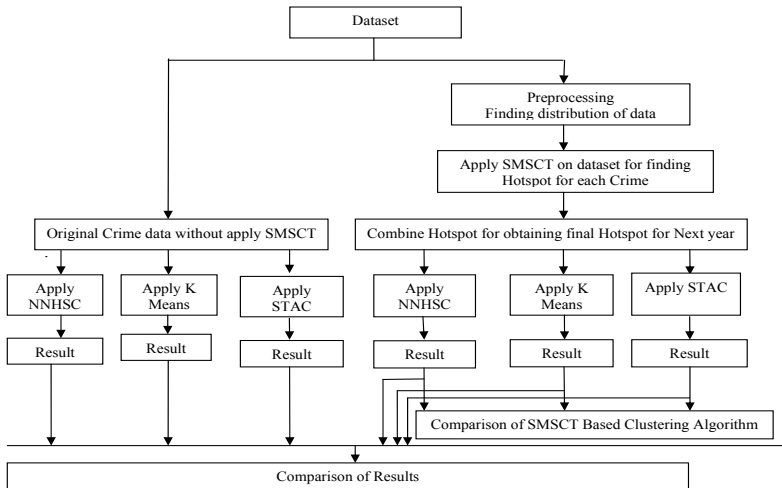 Dataset
Preprocessing
Finding distribution of data
Apply SMSCT on dataset for finding
Hotspot for each Crime
Original Crime data without apply SMSCT
Combine Hotspot for obtaining final Hotspot for Next year
Apply
NNHSC
Apply K
Means
Apply
STAC
Apply
NNHSC
Apply K
Means
Apply STAC
Result
Result
Result
Result
Result
Result
Comparison of SMSCT Based Clustering Algorithm
Comparison of Results